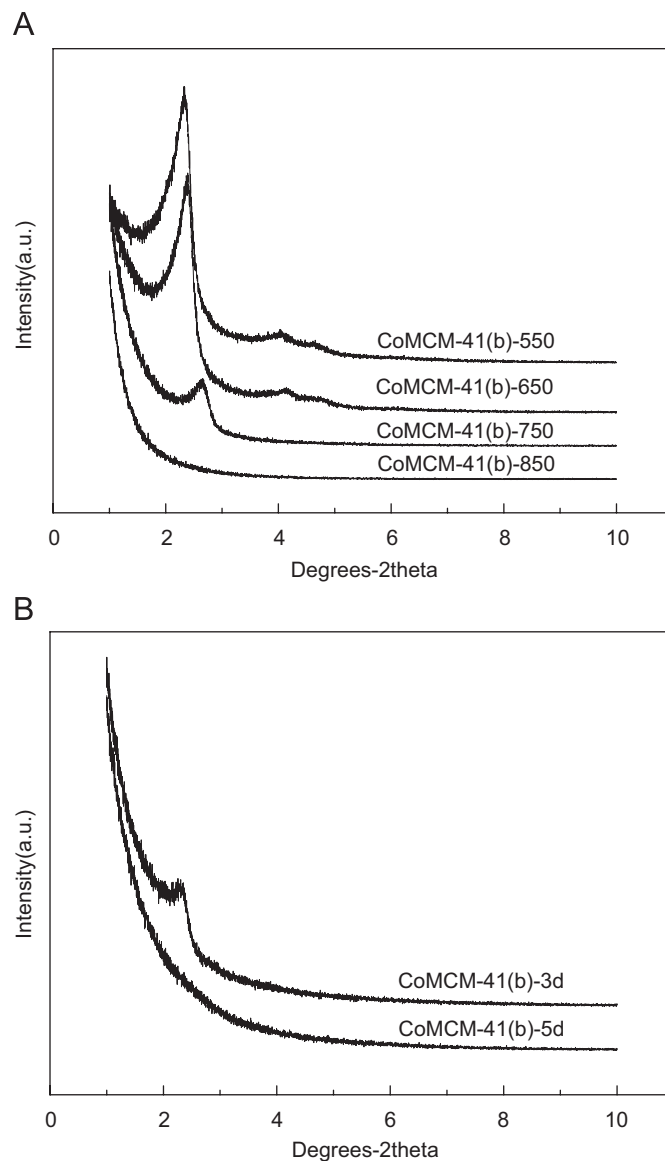 A
Intensity(a.u.)
CoMCM-41(b)-550
CoMCM-41(b)-650
CoMCM-41(b)-750
CoMCM-41(b)-850
0 2 4 6 8 10
Degrees-2theta
B
Intensity(a.u.)
CoMCM-41(b)-3d
CoMCM-41(b)-5d
0 2 4 6 8 10
Degrees-2theta